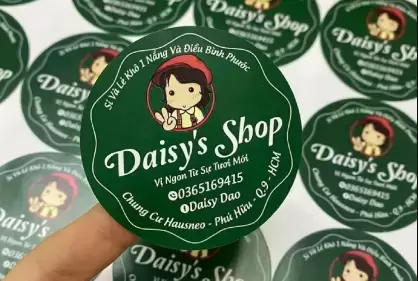 Sỉ Và Lẻ Khô 1 Nắng Và Điều Bình Phước
Daisy's Shop
Vị Ngon Từ Sự Tươi Mới
0365169415
Daisy Dao
Chung Cư Hausneo - Phú Hữu - Q.9 - HCM